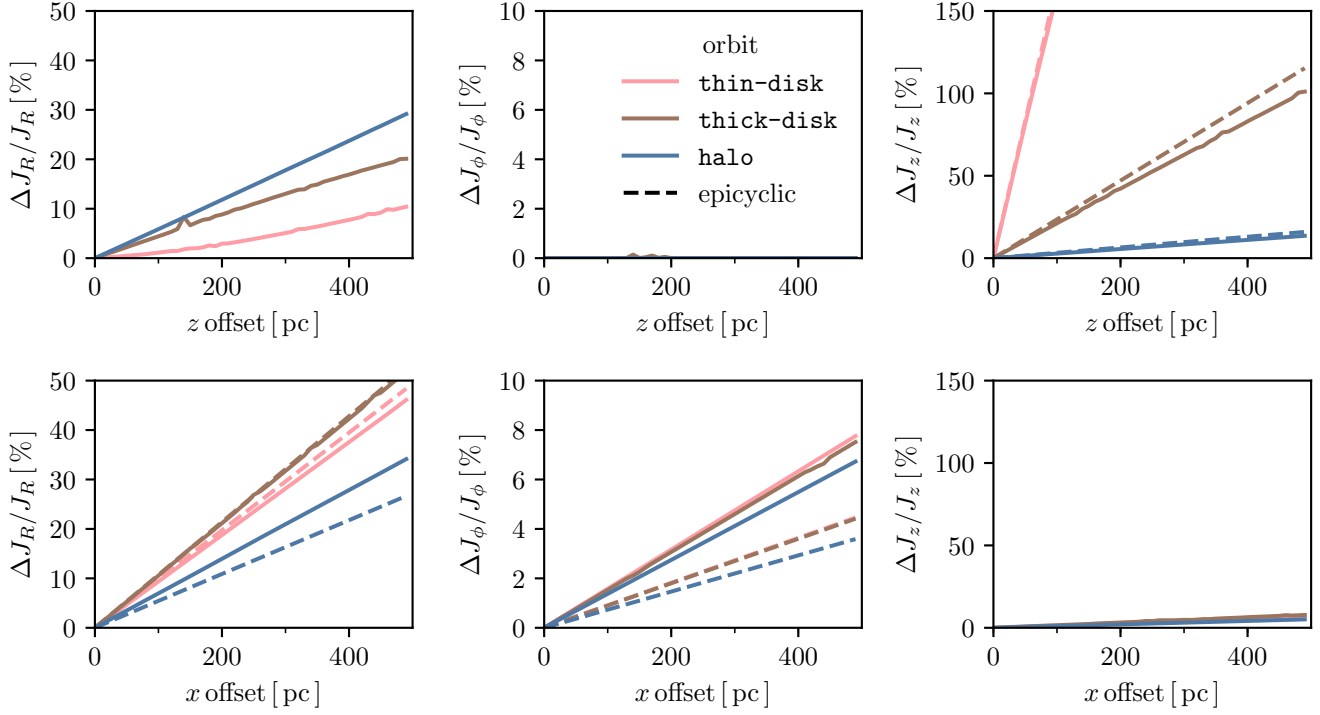 50
40
30
20
10
0
ΔJ_R/J_R [%]
0 200 400
z offset [ pc ]
10
8
6
4
2
0
ΔJ_ϕ/J_ϕ [%]
orbit
thin-disk
thick-disk
halo
epicyclic
0 200 400
z offset [ pc ]
150
100
50
0
ΔJ_z/J_z [%]
0 200 400
z offset [ pc ]
50
40
30
20
10
0
ΔJ_R/J_R [%]
0 200 400
x offset [ pc ]
10
8
6
4
2
0
ΔJ_ϕ/J_ϕ [%]
0 200 400
x offset [ pc ]
150
100
50
0
ΔJ_z/J_z [%]
0 200 400
x offset [ pc ]